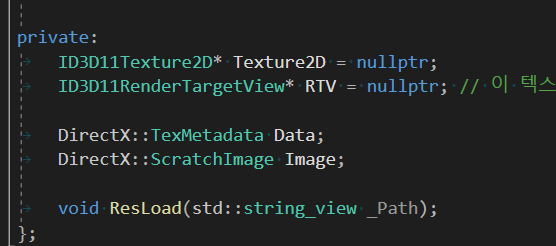 private:
ID3D11Texture2D* Texture2D = nullptr;
ID3D11RenderTargetView* RTV = nullptr; // 이 텍스
DirectX::TexMetadata Data;
DirectX::ScratchImage Image;
void ResLoad(std::string_view _Path);
};